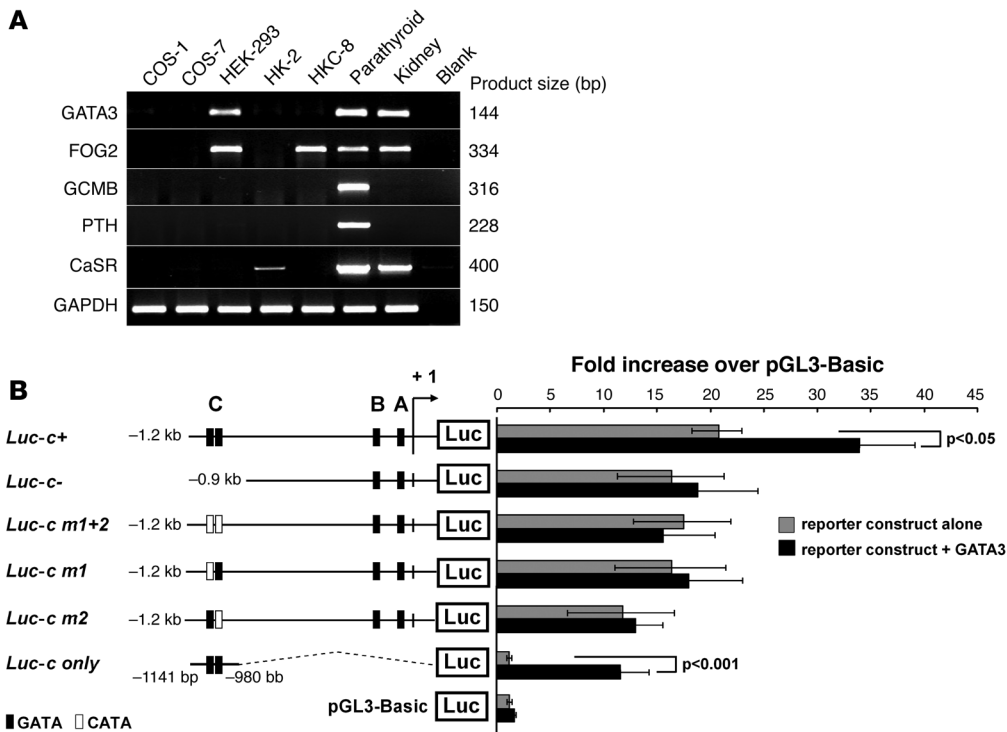 A
COS-1 COS-7 HEK-293 HK-2 HKC-8 Parathyroid Kidney Blank
Product size (bp)
GATA3 144
FOG2 334
GCMB 316
PTH 228
CaSR 400
GAPDH 150
B
Fold increase over pGL3-Basic
+ 1
0 5 10 15 20 25 30 35 40 45
C B A
Luc-c+ –1.2 kb Luc p<0.05
Luc-c- –0.9 kb Luc
Luc-c m1+2 –1.2 kb Luc
reporter construct alone
reporter construct + GATA3
Luc-c m1 –1.2 kb Luc
Luc-c m2 –1.2 kb Luc
Luc-c only Luc p<0.001
–1141 bp –980 bb
pGL3-Basic Luc
GATA CATA